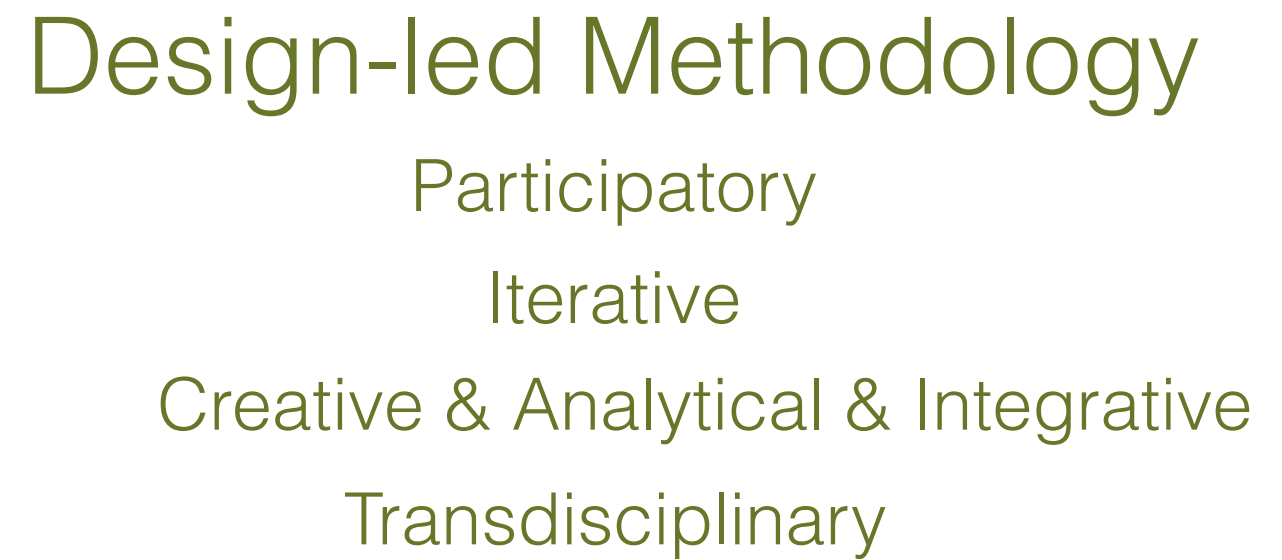 Design-led Methodology
Participatory
Iterative
Creative & Analytical & Integrative
Transdisciplinary